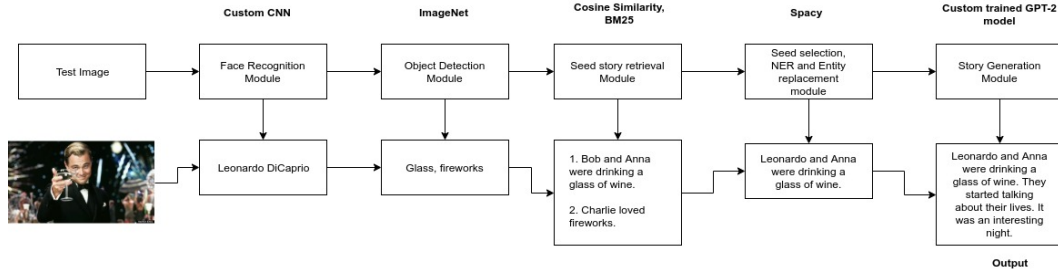 Custom CNN
ImageNet
Cosine Similarity,
BM25
Spacy
Custom trained GPT-2
model
Test Image
Face Recognition
Module
Object Detection
Module
Seed story retrieval
Module
Seed selection,
NER and Entity
replacement
module
Story Generation
Module
Leonardo DiCaprio
Glass, fireworks
1. Bob and Anna
were drinking a
glass of wine.
2. Charlie loved
fireworks.
Leonardo and Anna
were drinking a
glass of wine.
Leonardo and Anna
were drinking a
glass of wine. They
started talking
about their lives. It
was an interesting
night.
Output